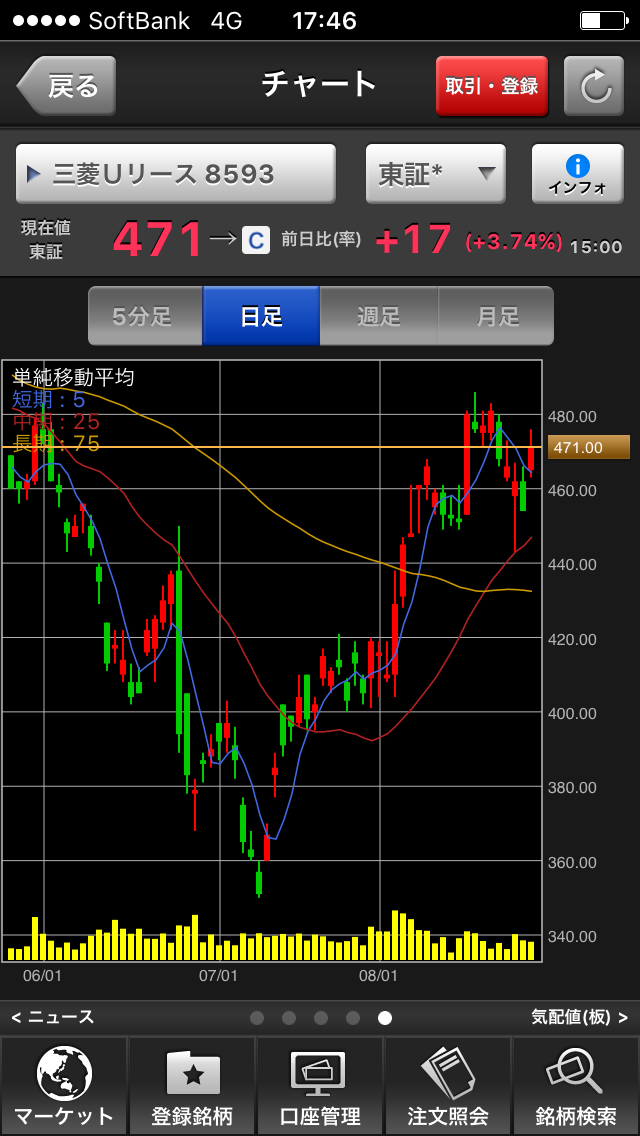 SoftBank 4G 17:46
戻る チャート 取引・登録
三菱Uリース 8593 東証* インフォ
現在値 東証 471→C 前日比(率) +17 (+3.74%) 15:00
5分足 日足 週足 月足
単純移動平均
短期:5
中期:25
長期:75
480.00
471.00
460.00
440.00
420.00
400.00
380.00
360.00
340.00
06/01 07/01 08/01
< ニュース 気配値(板) >
マーケット 登録銘柄 口座管理 注文照会 銘柄検索